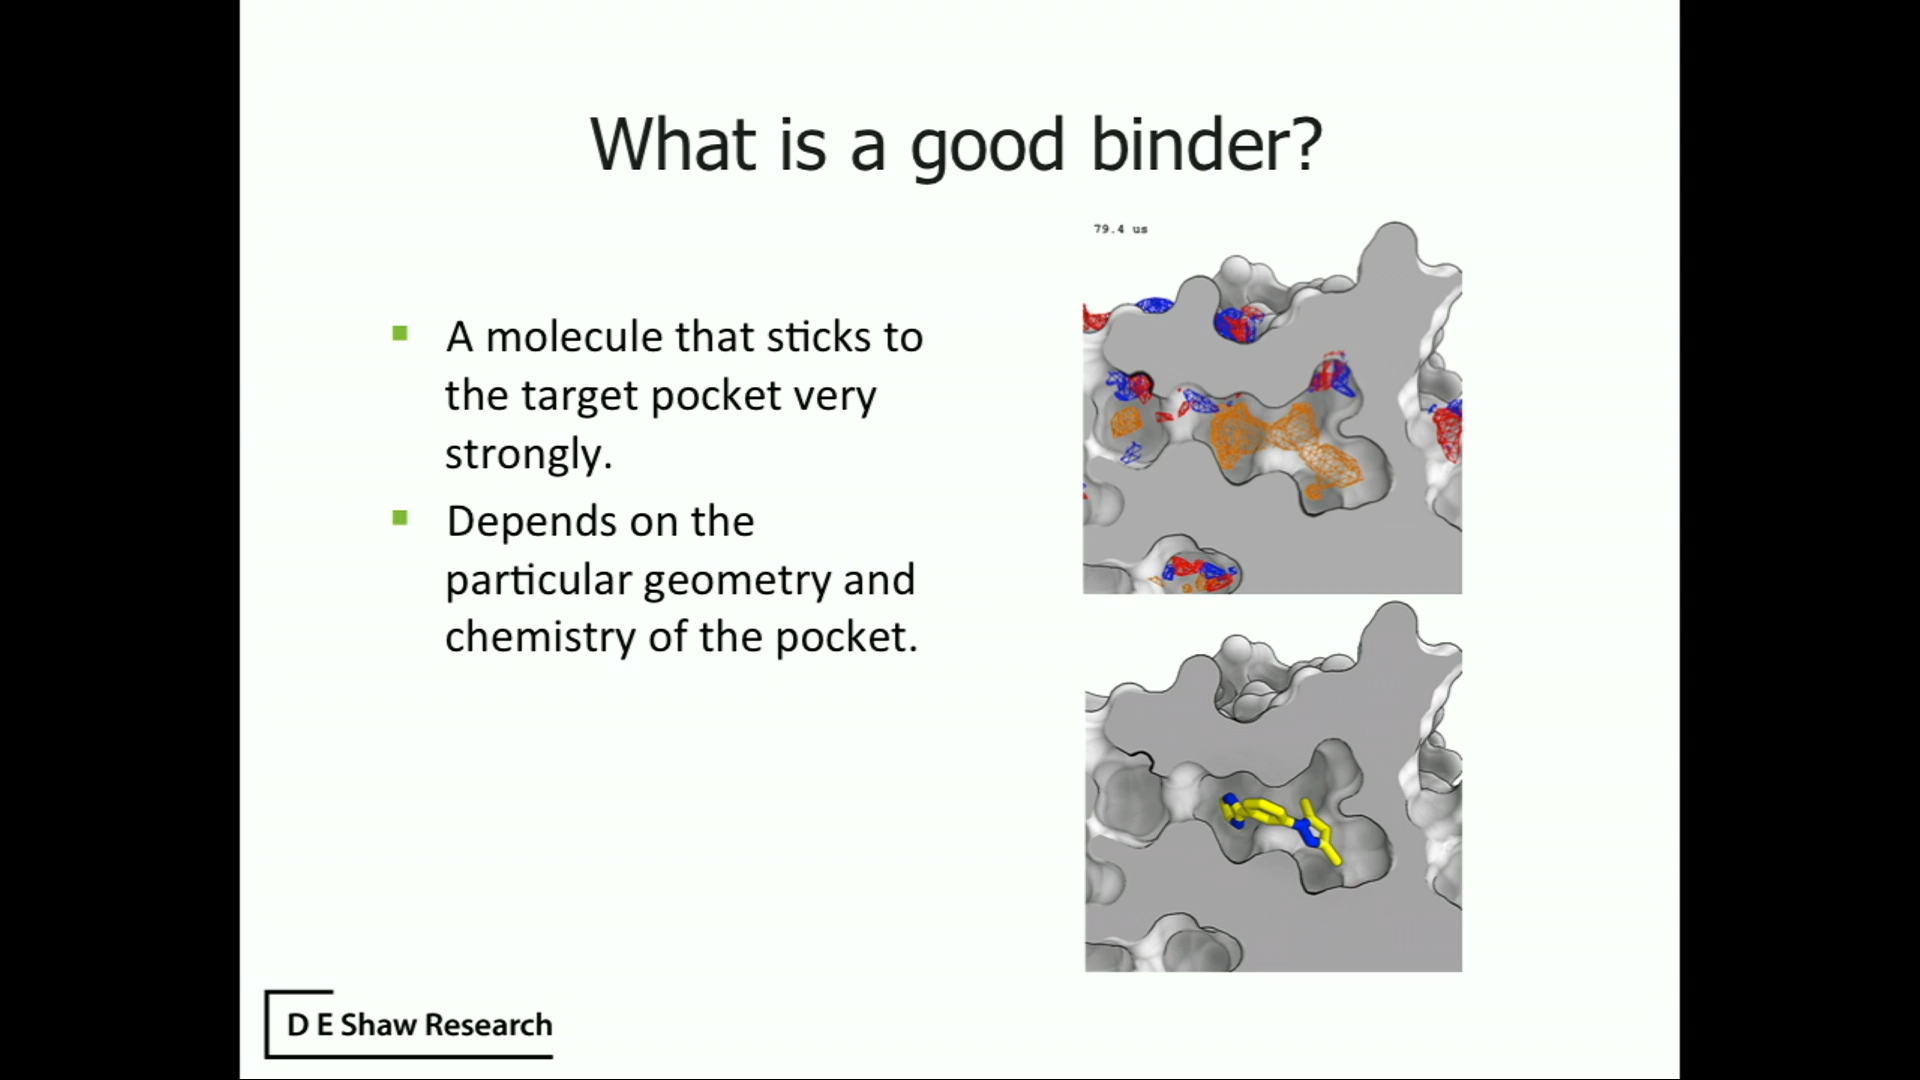 What is a good binder?
79.4 us
A molecule that sticks to
the target pocket very
strongly.
Depends on the
particular geometry and
chemistry of the pocket.
D E Shaw Research